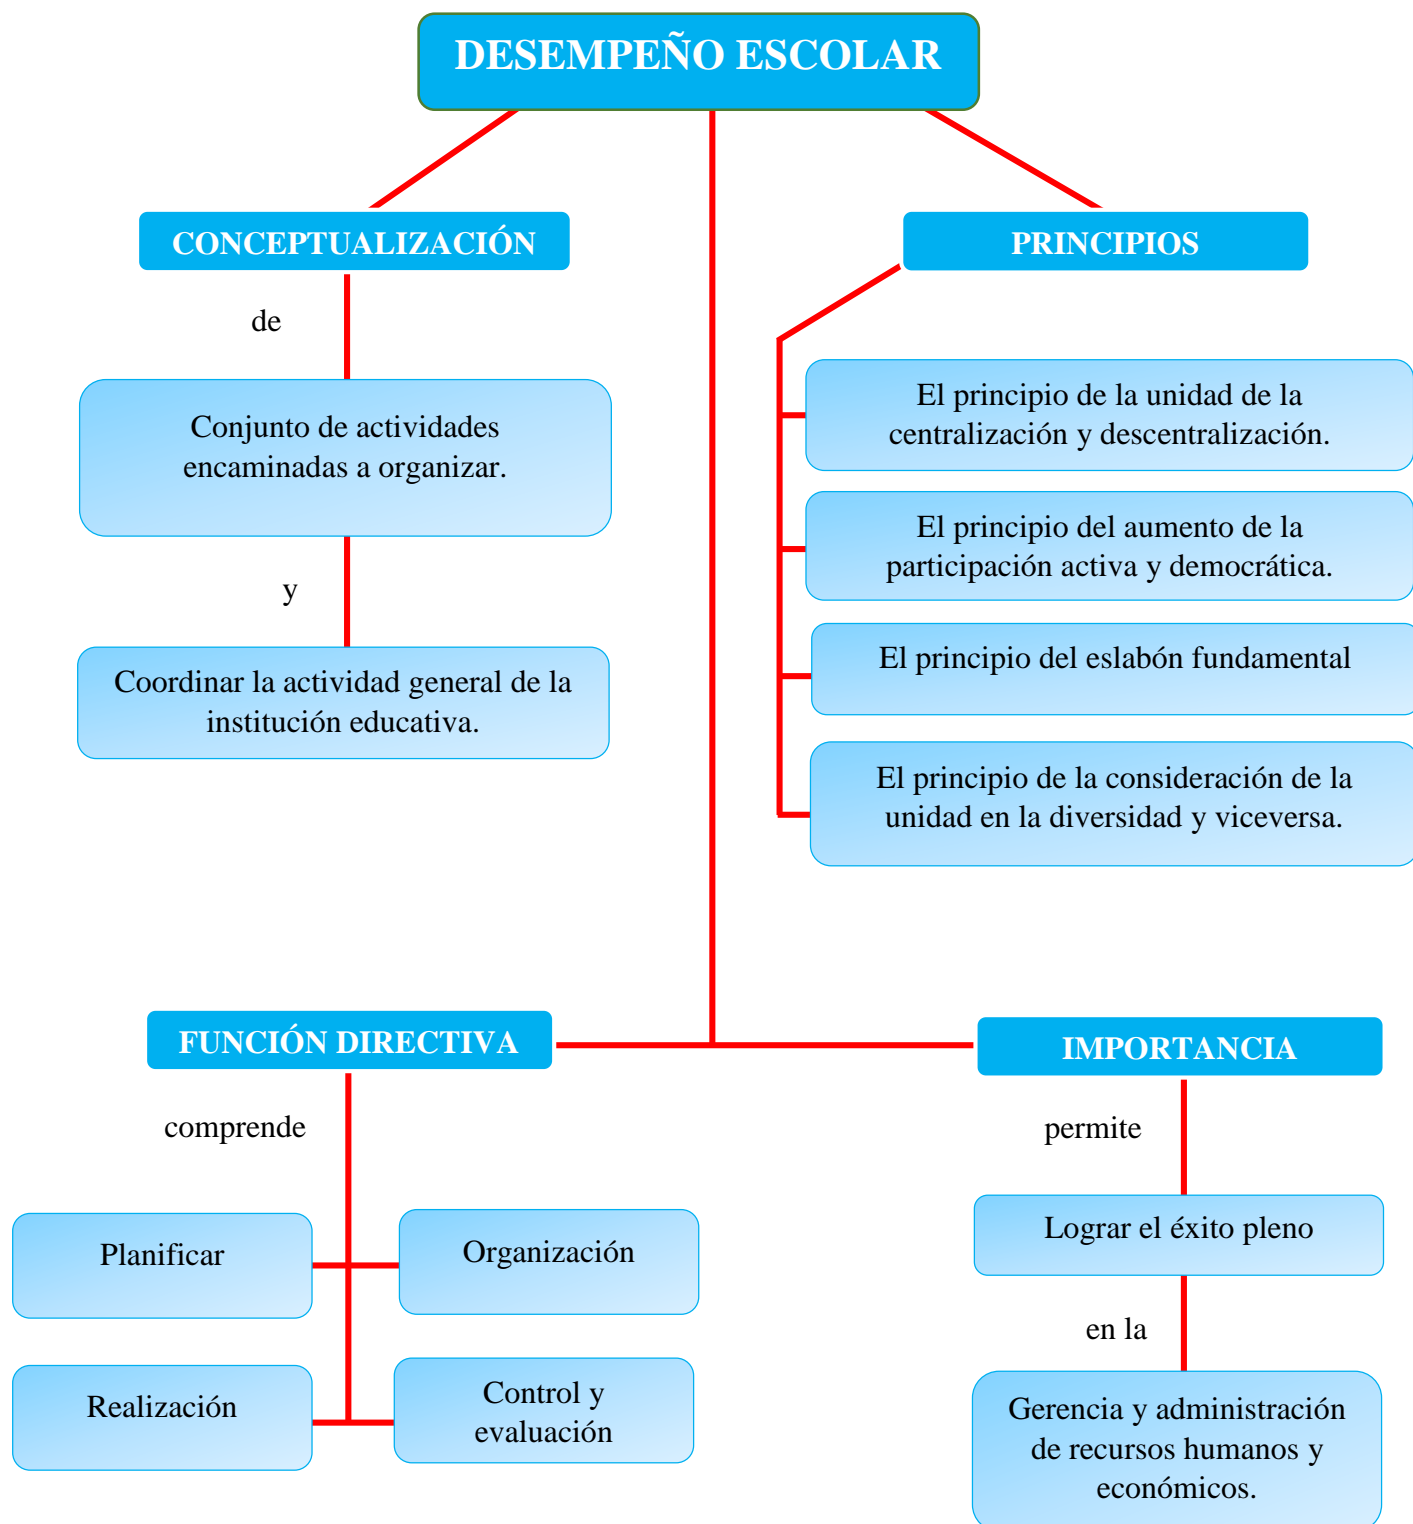 DESEMPEÑO ESCOLAR
CONCEPTUALIZACIÓN
de
Conjunto de actividades
encaminadas a organizar.
y
Coordinar la actividad general de la
institución educativa.
PRINCIPIOS
El principio de la unidad de la
centralización y descentralización.
El principio del aumento de la
participación activa y democrática.
El principio del eslabón fundamental
El principio de la consideración de la
unidad en la diversidad y viceversa.
FUNCIÓN DIRECTIVA
comprende
Planificar
Organización
Realización
Control y
evaluación
IMPORTANCIA
permite
Lograr el éxito pleno
en la
Gerencia y administración
de recursos humanos y
económicos.